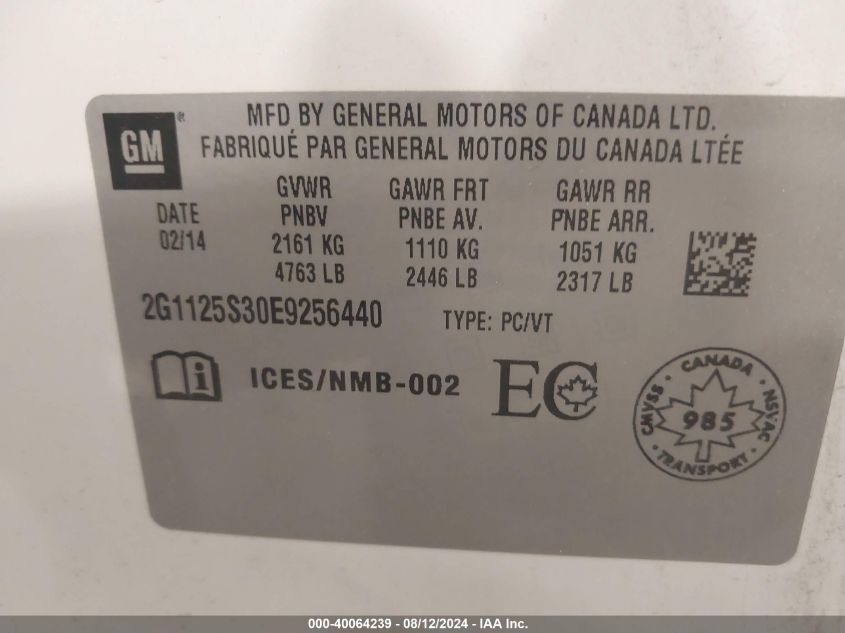 MFD BY GENERAL MOTORS OF CANADA LTD.
GM®
FABRIQUÉ PAR GENERAL MOTORS DU CANADA LTÉE
GVWR GAWR FRT GAWR RR
DATE PNBV PNBE AV. PNBE ARR.
02/14 2161 KG 1110 KG 1051 KG
4763 LB 2446 LB 2317 LB
2G1125S30E9256440 TYPE: PC/VT
i ICES/NMB-002 EC
CANADA
CMVSS 985 NSVAC
TRANSPORT
000-40064239 - 08/12/2024 - IAA Inc.